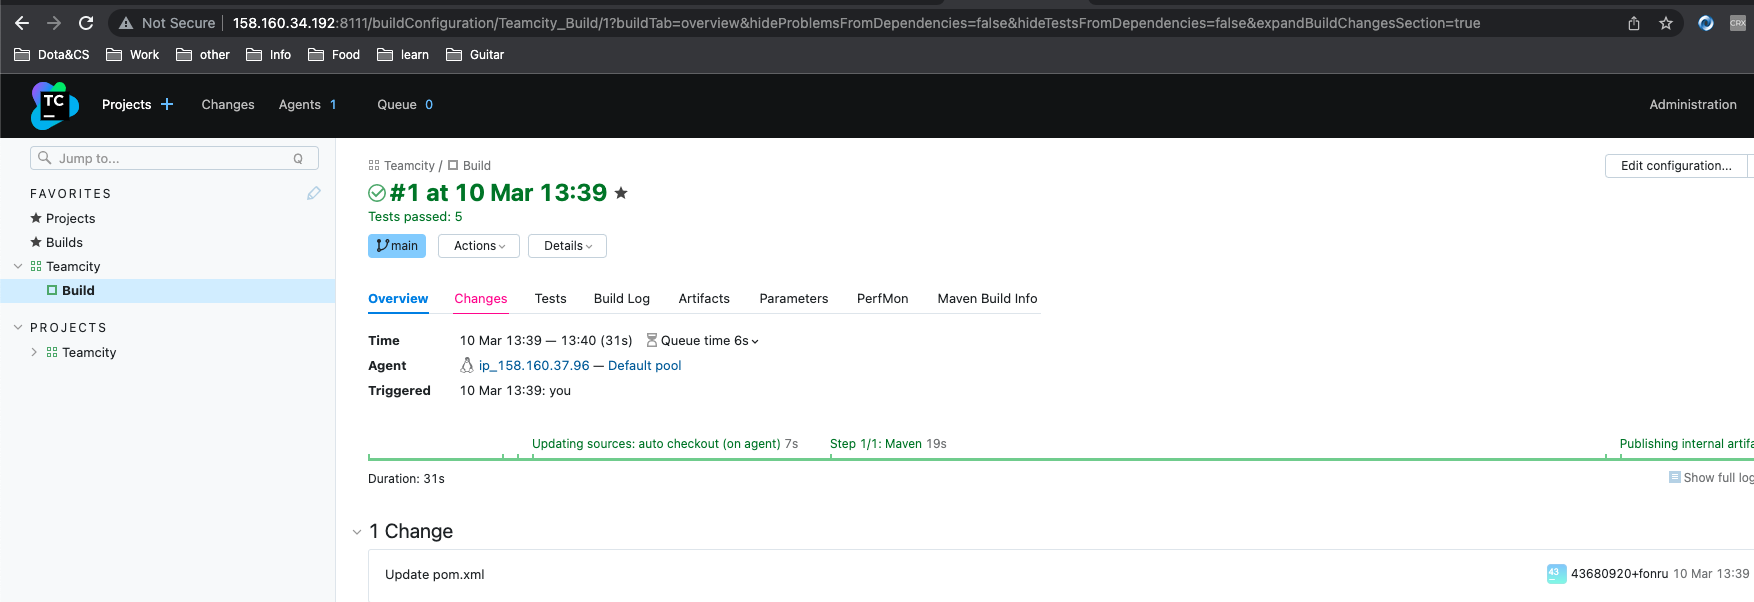 Not Secure 158.160.34.192:8111/buildConfiguration/Teamcity_Build/1?buildTab=overview&hideProblemsFromDependencies=false&hideTestsFromDependencies=false&expandBuildChangesSection=true CRX
Dota&CS Work other Info Food learn Guitar
TC Projects Changes Agents 1 Queue 0 Administration
Jump to... Q
FAVORITES
Projects
Builds
Teamcity
Build
PROJECTS
Teamcity
Teamcity / Build
Edit configuration...
#1 at 10 Mar 13:39
Tests passed: 5
main Actions Details
Overview Changes Tests Build Log Artifacts Parameters PerfMon Maven Build Info
Time 10 Mar 13:39 — 13:40 (31s) Queue time 6s
Agent ip_158.160.37.96 — Default pool
Triggered 10 Mar 13:39: you
Updating sources: auto checkout (on agent) 7s Step 1/1: Maven 19s Publishing internal artifa
Duration: 31s Show full log
1 Change
Update pom.xml 43 43680920+fonru 10 Mar 13:39